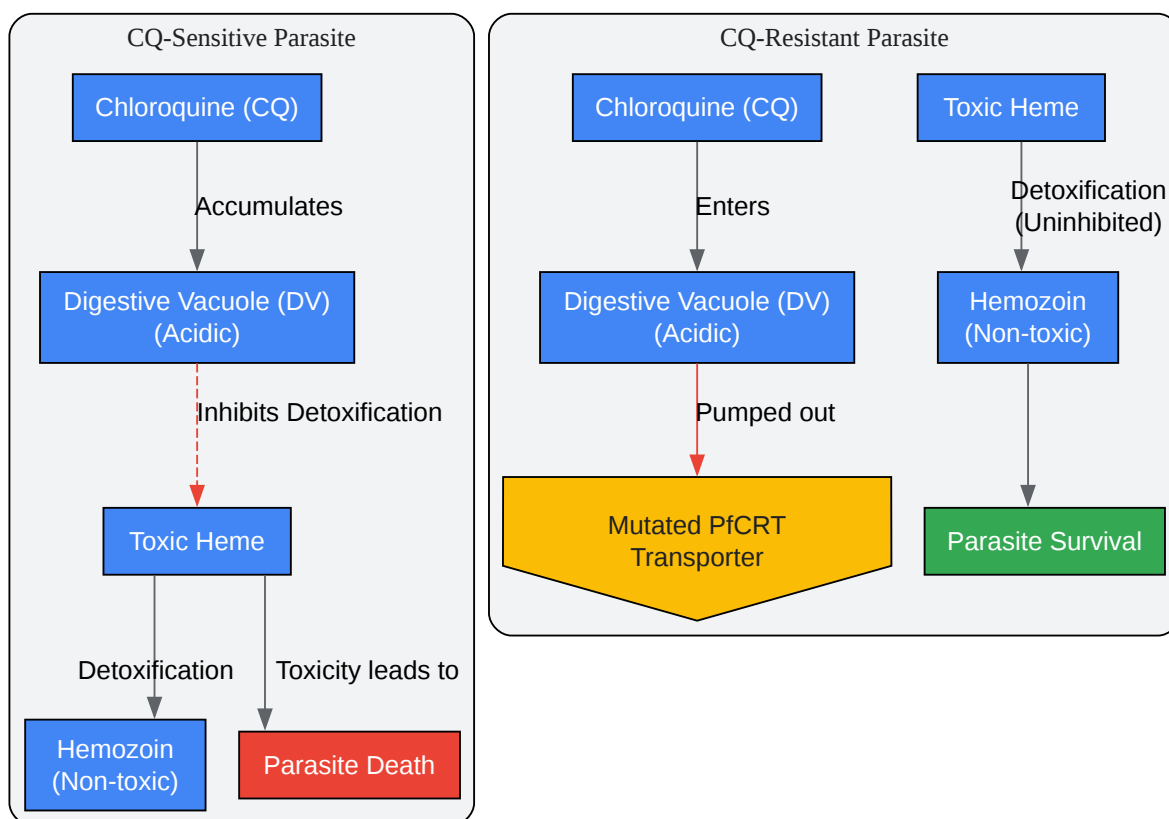 CQ-Sensitive Parasite
Chloroquine (CQ)
Accumulates
Digestive Vacuole (DV)
(Acidic)
Inhibits Detoxification
Toxic Heme
Detoxification
Toxicity leads to
Hemozoin
(Non-toxic)
Parasite Death
CQ-Resistant Parasite
Chloroquine (CQ)
Enters
Digestive Vacuole (DV)
(Acidic)
Pumped out
Mutated PfCRT
Transporter
Toxic Heme
Detoxification
(Uninhibited)
Hemozoin
(Non-toxic)
Parasite Survival